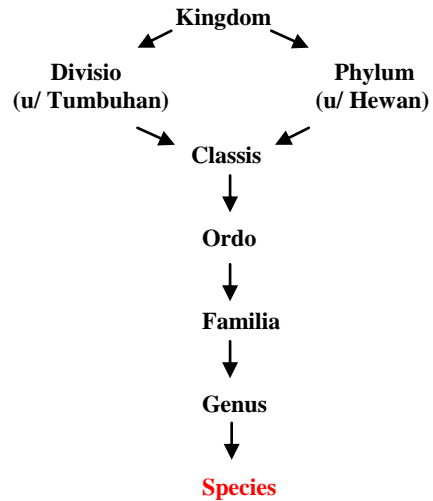 Kingdom
Divisio
(u/ Tumbuhan)
Phylum
(u/ Hewan)
Classis
Ordo
Familia
Genus
Species